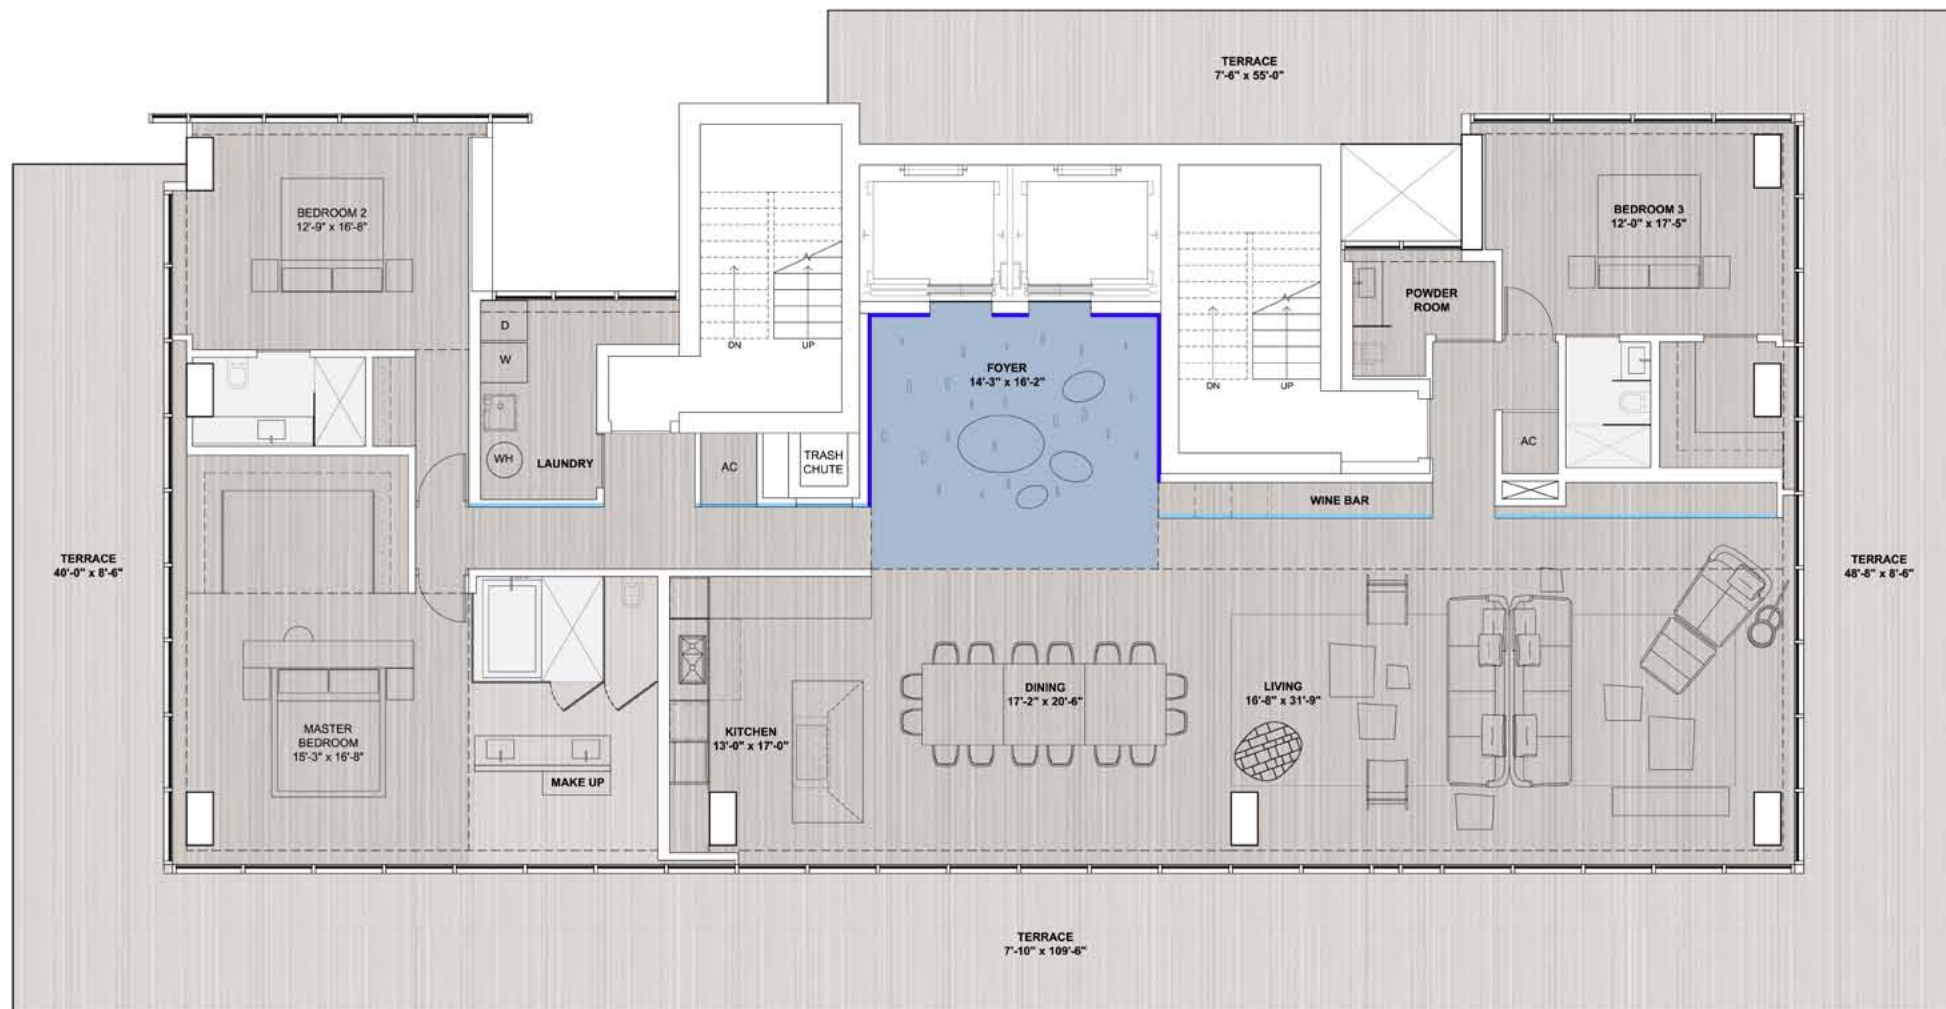 TERRACE
7'-6" x 55'-0"
BEDROOM 2
12'-9" x 16'-8"
BEDROOM 3
12'-0" x 17'-5"
POWDER
ROOM
D
W
DN
UP
FOYER
14'-3" x 16'-2"
DN
UP
WH
LAUNDRY
AC
TRASH
CHUTE
AC
WINE BAR
TERRACE
40'-0" x 8'-6"
TERRACE
48'-8" x 8'-6"
MASTER
BEDROOM
15'-3" x 16'-8"
MAKE UP
KITCHEN
13'-0" x 17'-0"
DINING
17'-2" x 20'-6"
LIVING
16'-8" x 31'-9"
TERRACE
7'-10" x 109'-6"